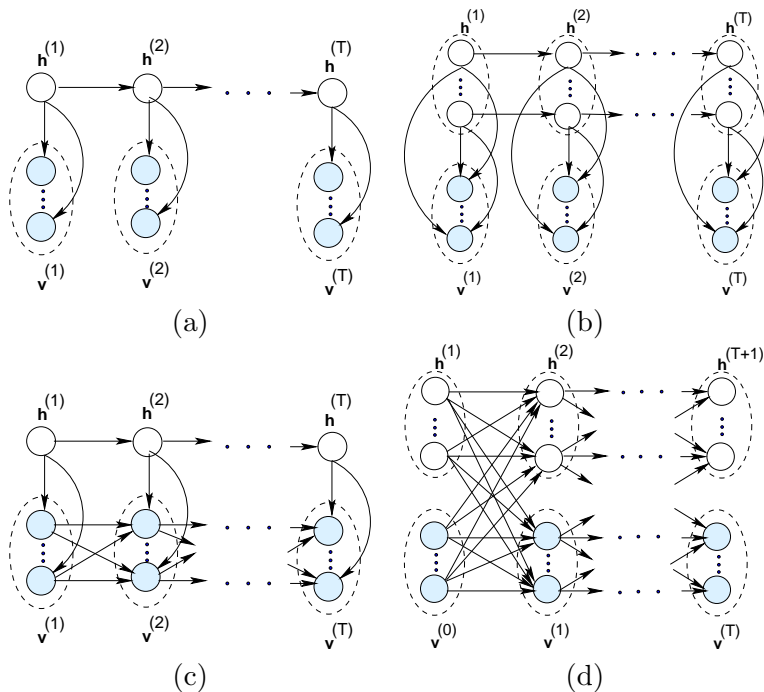 h^(1) h^(2) h^(T)
v^(1) v^(2) v^(T)
(a)
h^(1) h^(2) h^(T)
v^(1) v^(2) v^(T)
(b)
h^(1) h^(2) h^(T)
v^(1) v^(2) v^(T)
(c)
h^(1) h^(2) h^(T+1)
v^(0) v^(1) v^(T)
(d)